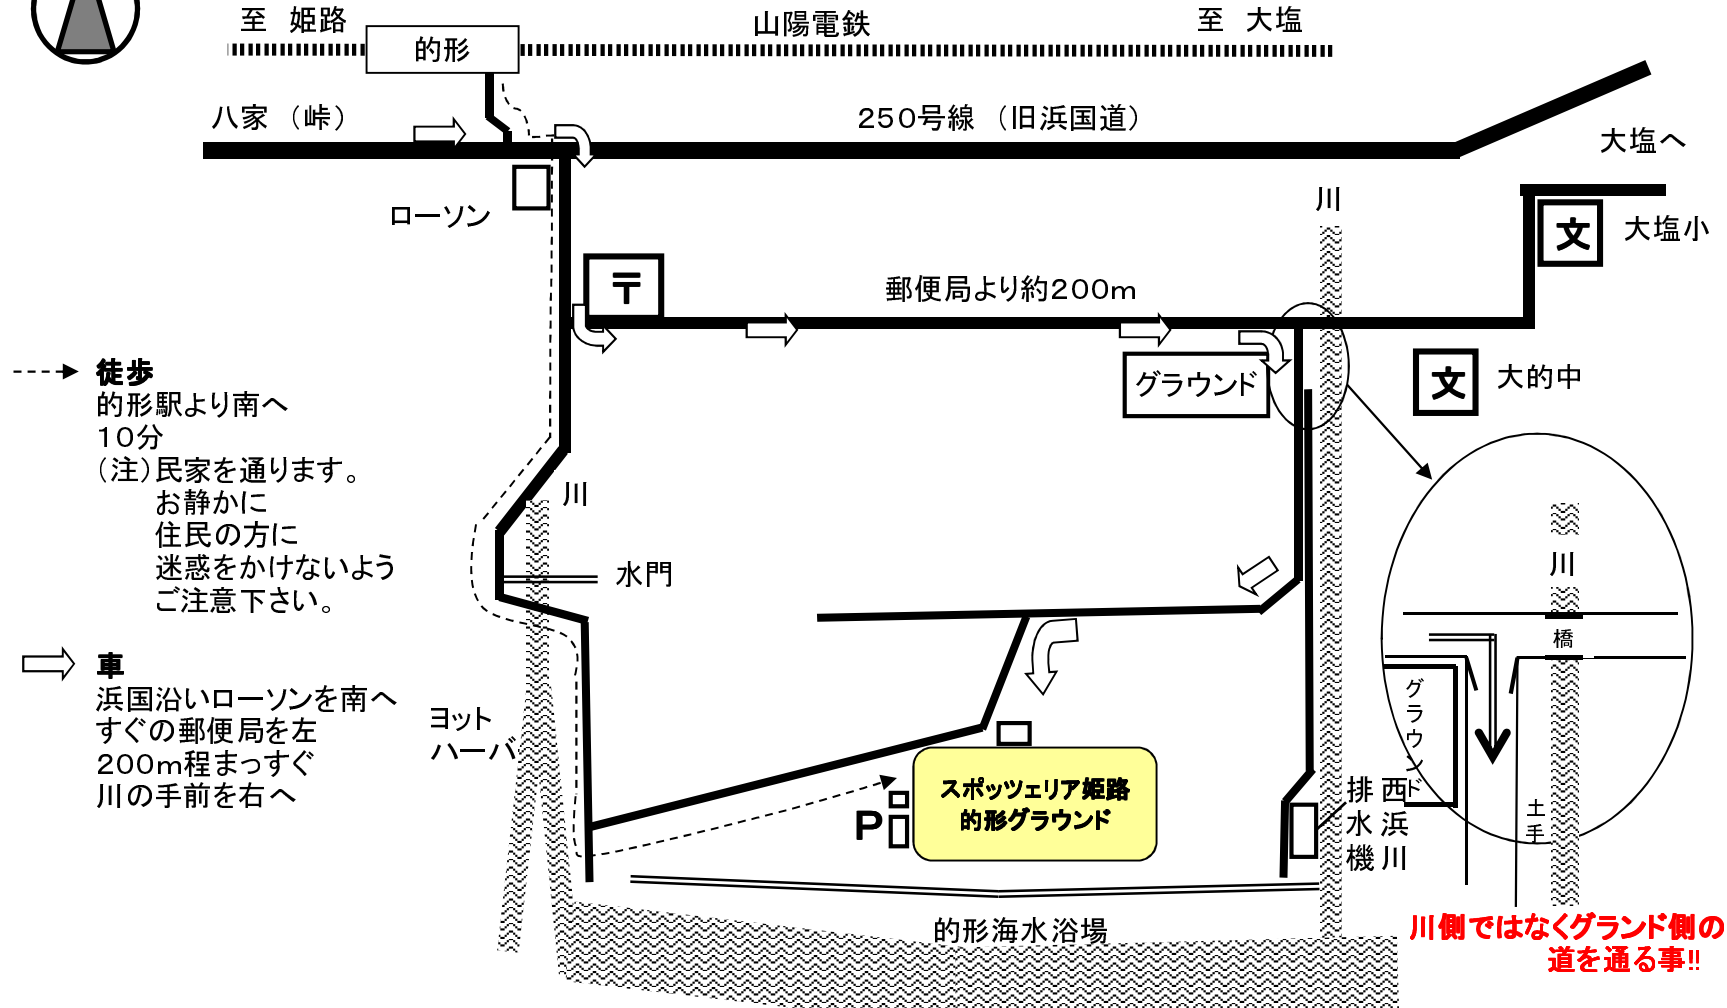 至　姫路
山陽電鉄
至　大塩
的形
八家　（峠）
250号線　（旧浜国道）
大塩へ
ローソン
川
文
大塩小
〒
郵便局より約200m
グラウンド
文
大的中
徒歩
的形駅より南へ
10分
（注）民家を通ります。
お静かに
住民の方に
迷惑をかけないよう
ご注意下さい。
川
水門
川
橋
グラウンド
土手
車
浜国沿いローソンを南へ
すぐの郵便局を左
200m程まっすぐ
川の手前を右へ
ヨット
ハーバ
スポッツェリア姫路
的形グラウンド
P
西浜川
排水機
的形海水浴場
川側ではなくグランド側の
道を通る事!!